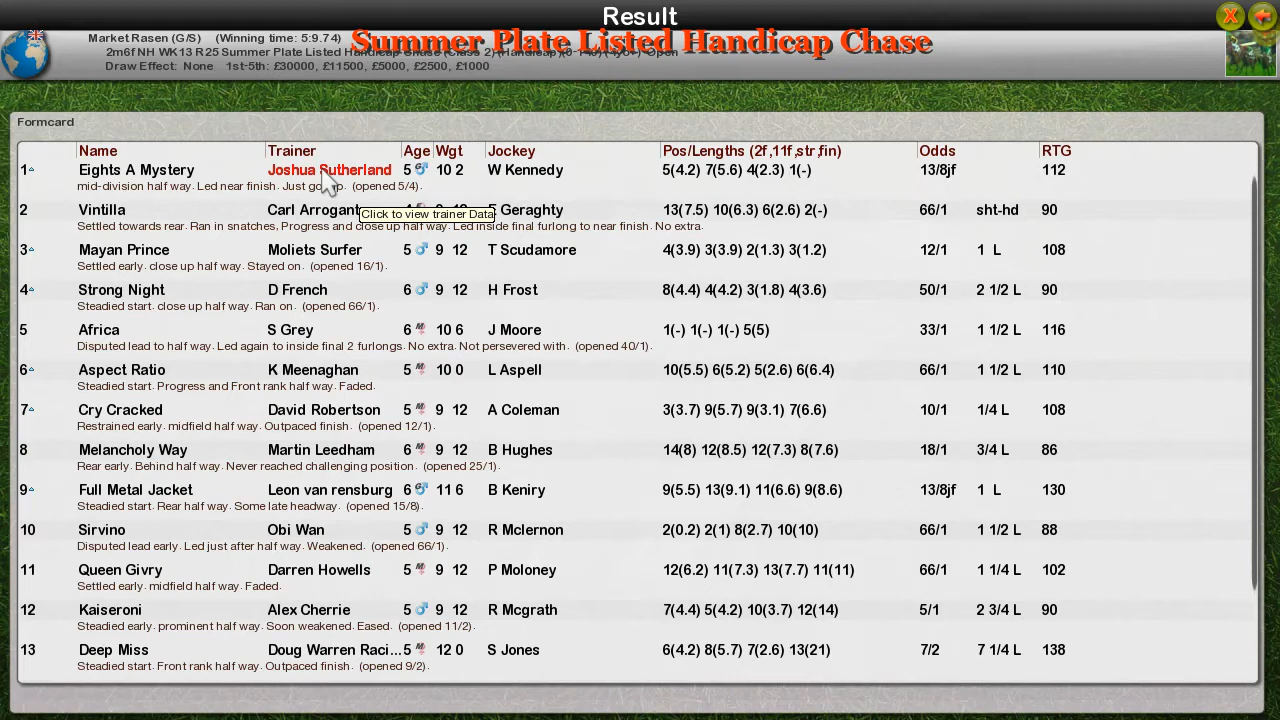 Result
Market Rasen (G/S) (Winning time: 5:9.74)
Summer Plate Listed Handicap Chase
2m6f NH WK13 R25 Summer Plate Listed Handicap Chase (Class 2) (Handicap)(0-140) (4yo+) Open
Draw Effect: None 1st-5th: £30000, £11500, £5000, £2500, £1000
Formcard
Name Trainer Age Wgt Jockey Pos/Lengths (2f,11f,str,fin) Odds RTG
1 Eights A Mystery Joshua Sutherland 5 10 2 W Kennedy 5(4.2) 7(5.6) 4(2.3) 1(-) 13/8jf 112
mid-division half way. Led near finish. Just go p. (opened 5/4).
2 Vintilla Carl Arrogant Geraghty 13(7.5) 10(6.3) 6(2.6) 2(-) 66/1 sht-hd 90
Click to view trainer Data
Settled towards rear. Ran in snatches, Progress and close up half way. Led inside final furlong to near finish. No extra.
3 Mayan Prince Moliets Surfer 5 9 12 T Scudamore 4(3.9) 3(3.9) 2(1.3) 3(1.2) 12/1 1 L 108
Settled early. close up half way. Stayed on. (opened 16/1).
4 Strong Night D French 6 9 12 H Frost 8(4.4) 4(4.2) 3(1.8) 4(3.6) 50/1 2 1/2 L 90
Steadied start. close up half way. Ran on. (opened 66/1).
5 Africa S Grey 6 M 10 6 J Moore 1(-) 1(-) 1(-) 5(5) 33/1 1 1/2 L 116
Disputed lead to half way. Led again to inside final 2 furlongs. No extra. Not persevered with. (opened 40/1).
6 Aspect Ratio K Meenaghan 5 M 10 0 L Aspell 10(5.5) 6(5.2) 5(2.6) 6(6.4) 66/1 1 1/2 L 110
Steadied start. Progress and Front rank half way. Faded.
7 Cry Cracked David Robertson 5 M 9 12 A Coleman 3(3.7) 9(5.7) 9(3.1) 7(6.6) 10/1 1/4 L 108
Restrained early. midfield half way. Outpaced finish. (opened 12/1).
8 Melancholy Way Martin Leedham 6 M 9 12 B Hughes 14(8) 12(8.5) 12(7.3) 8(7.6) 18/1 3/4 L 86
Rear early. Behind half way. Never reached challenging position. (opened 25/1).
9 Full Metal Jacket Leon van rensburg 6 11 6 B Keniry 9(5.5) 13(9.1) 11(6.6) 9(8.6) 13/8jf 1 L 130
Steadied start. Rear half way. Some late headway. (opened 15/8).
10 Sirvino Obi Wan 5 9 12 R Mclernon 2(0.2) 2(1) 8(2.7) 10(10) 66/1 1 1/2 L 88
Disputed lead early. Led just after half way. Weakened. (opened 66/1).
11 Queen Givry Darren Howells 5 M 9 12 P Moloney 12(6.2) 11(7.3) 13(7.7) 11(11) 66/1 1 1/4 L 102
Settled early. midfield half way. Faded.
12 Kaiseroni Alex Cherrie 5 9 12 R Mcgrath 7(4.4) 5(4.2) 10(3.7) 12(14) 5/1 2 3/4 L 90
Steadied early. prominent half way. Soon weakened. Eased. (opened 11/2).
13 Deep Miss Doug Warren Raci... 5 M 12 0 S Jones 6(4.2) 8(5.7) 7(2.6) 13(21) 7/2 7 1/4 L 138
Steadied start. Front rank half way. Outpaced finish. (opened 9/2).